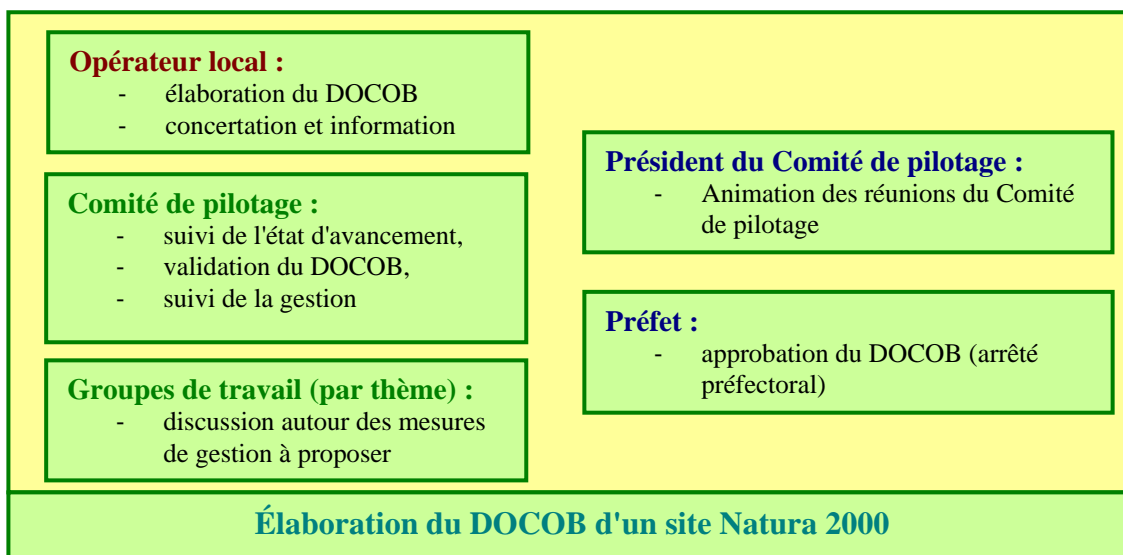 Opérateur local :
- élaboration du DOCOB
- concertation et information
Comité de pilotage :
- suivi de l'état d'avancement,
- validation du DOCOB,
- suivi de la gestion
Groupes de travail (par thème) :
- discussion autour des mesures
de gestion à proposer
Président du Comité de pilotage :
- Animation des réunions du Comité
de pilotage
Préfet :
- approbation du DOCOB (arrêté
préfectoral)
Élaboration du DOCOB d'un site Natura 2000